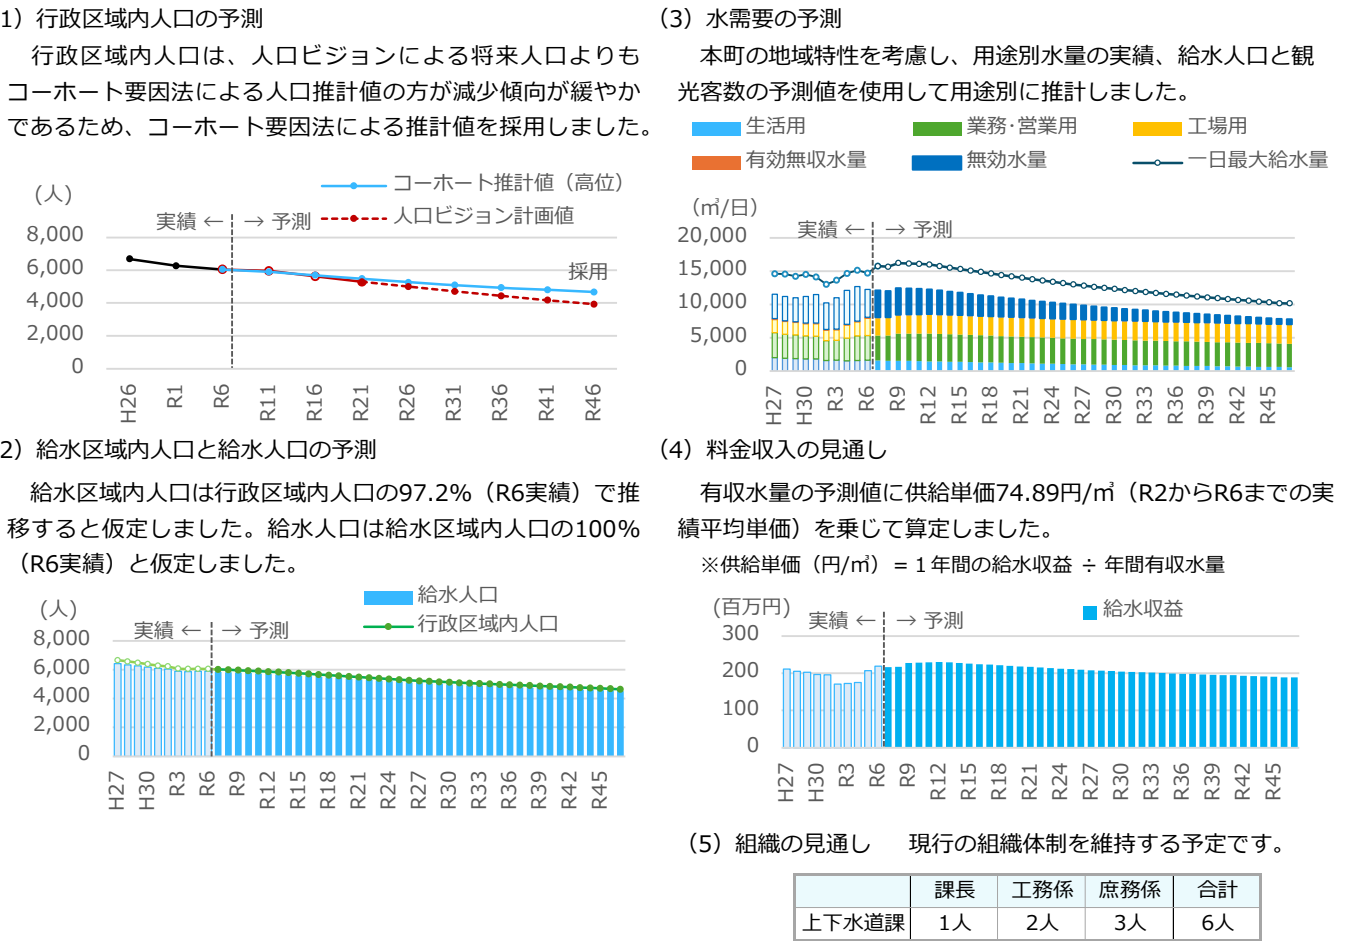 1）行政区域内人口の予測
行政区域内人口は、人口ビジョンによる将来人口よりも
コーホート要因法による人口推計値の方が減少傾向が緩やか
であるため、コーホート要因法による推計値を採用しました。
(人)
コーホート推計値（高位）
人口ビジョン計画値
実績 ← → 予測
採用
8,000
6,000
4,000
2,000
0
H26 R1 R6 R11 R16 R21 R26 R31 R36 R41 R46
2）給水区域内人口と給水人口の予測
給水区域内人口は行政区域内人口の97.2%（R6実績）で推
移すると仮定しました。給水人口は給水区域内人口の100%
（R6実績）と仮定しました。
(人)
給水人口
行政区域内人口
実績 ← → 予測
8,000
6,000
4,000
2,000
0
H27 H30 R3 R6 R9 R12 R15 R18 R21 R24 R27 R30 R33 R36 R39 R42 R45
（3）水需要の予測
本町の地域特性を考慮し、用途別水量の実績、給水人口と観
光客数の予測値を使用して用途別に推計しました。
生活用 業務・営業用 工場用
有効無収水量 無効水量 一日最大給水量
(㎥/日)
実績 ← → 予測
20,000
15,000
10,000
5,000
0
H27 H30 R3 R6 R9 R12 R15 R18 R21 R24 R27 R30 R33 R36 R39 R42 R45
（4）料金収入の見通し
有収水量の予測値に供給単価74.89円/㎥（R2からR6までの実
績平均単価）を乗じて算定しました。
※供給単価（円/㎥）= 1年間の給水収益 ÷ 年間有収水量
(百万円)
実績 ← → 予測
給水収益
300
200
100
0
H27 H30 R3 R6 R9 R12 R15 R18 R21 R24 R27 R30 R33 R36 R39 R42 R45
（5）組織の見通し 現行の組織体制を維持する予定です。
課長 工務係 庶務係 合計
上下水道課 1人 2人 3人 6人